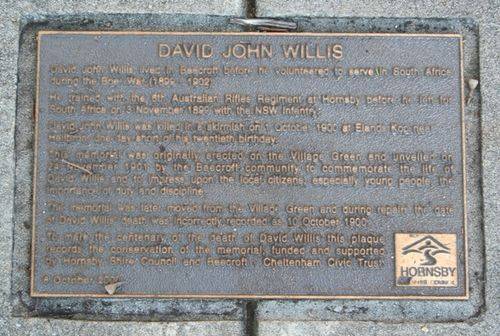 DAVID JOHN WILLIS
David John Willis lived in Beecroft before he volunteered to serve in South Africa
during the Boer War (1899 - 1902).
He trained with the 6th Australian Rifles Regiment at Hornsby before he left for
South Africa on 3 November 1899 with the NSW Infantry.
David John Willis was killed in a skirmish on October 1900 at Elands Kop near
Heilbron one day short of his twentieth birthday.
This memorial was originally erected on the Village Green and unveiled on
1901 by the Beecroft community to commemorate the life of
David Willis and to impress upon the local citizens, especially young people, the
importance of duty and discipline.
The memorial was later moved from the Village Green and during repairs the date
of David Willis' death was incorrectly recorded as 10 October 1900.
To mark the centenary of the death of David Willis this plaque
records the conservation of the memorial, funded and supported
by Hornsby Shire Council and Beecroft / Cheltenham Civic Trust.
October
HORNSBY
SHIRE COUNCIL